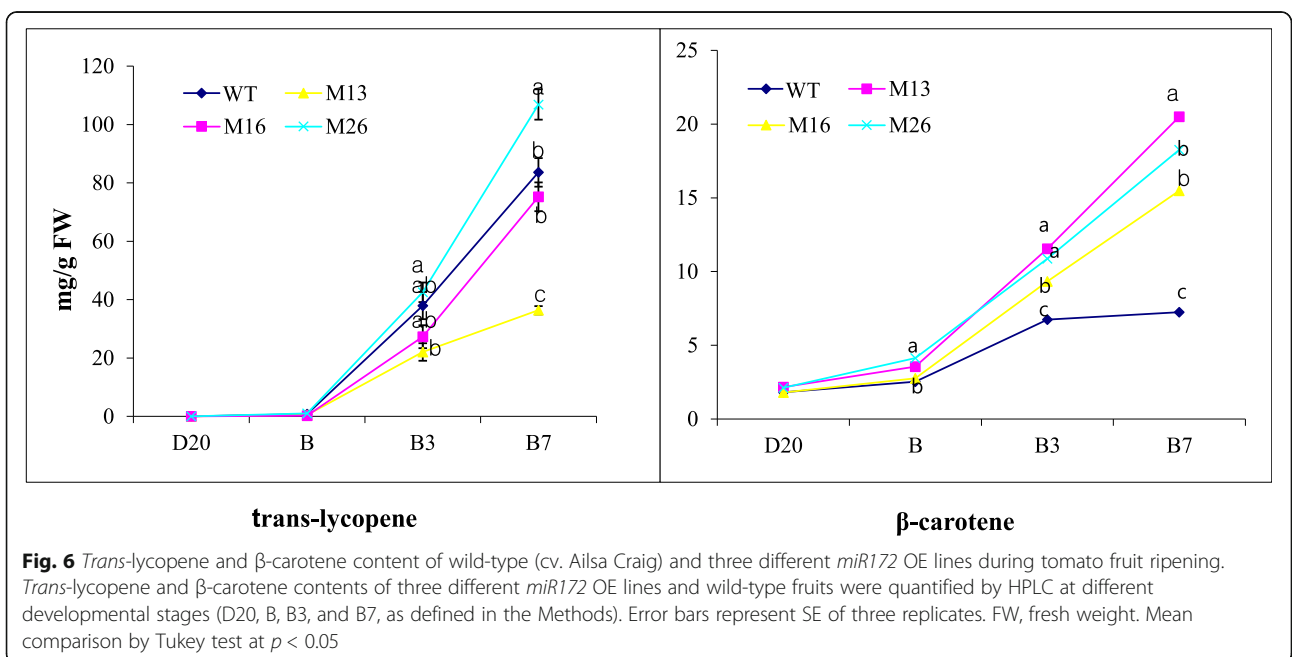 120
100
80
60
40
20
0
mg/g FW
WT
M13
M16
M26
a
b
b
c
a
ab
ab
b
D20
B
B3
B7
trans-lycopene
25
20
15
10
5
0
WT
M13
M16
M26
a
b
b
c
a
a
b
c
a
b
D20
B
B3
B7
β-carotene
Fig. 6 Trans-lycopene and β-carotene content of wild-type (cv. Ailsa Craig) and three different miR172 OE lines during tomato fruit ripening.
Trans-lycopene and β-carotene contents of three different miR172 OE lines and wild-type fruits were quantified by HPLC at different
developmental stages (D20, B, B3, and B7, as defined in the Methods). Error bars represent SE of three replicates. FW, fresh weight. Mean
comparison by Tukey test at p < 0.05